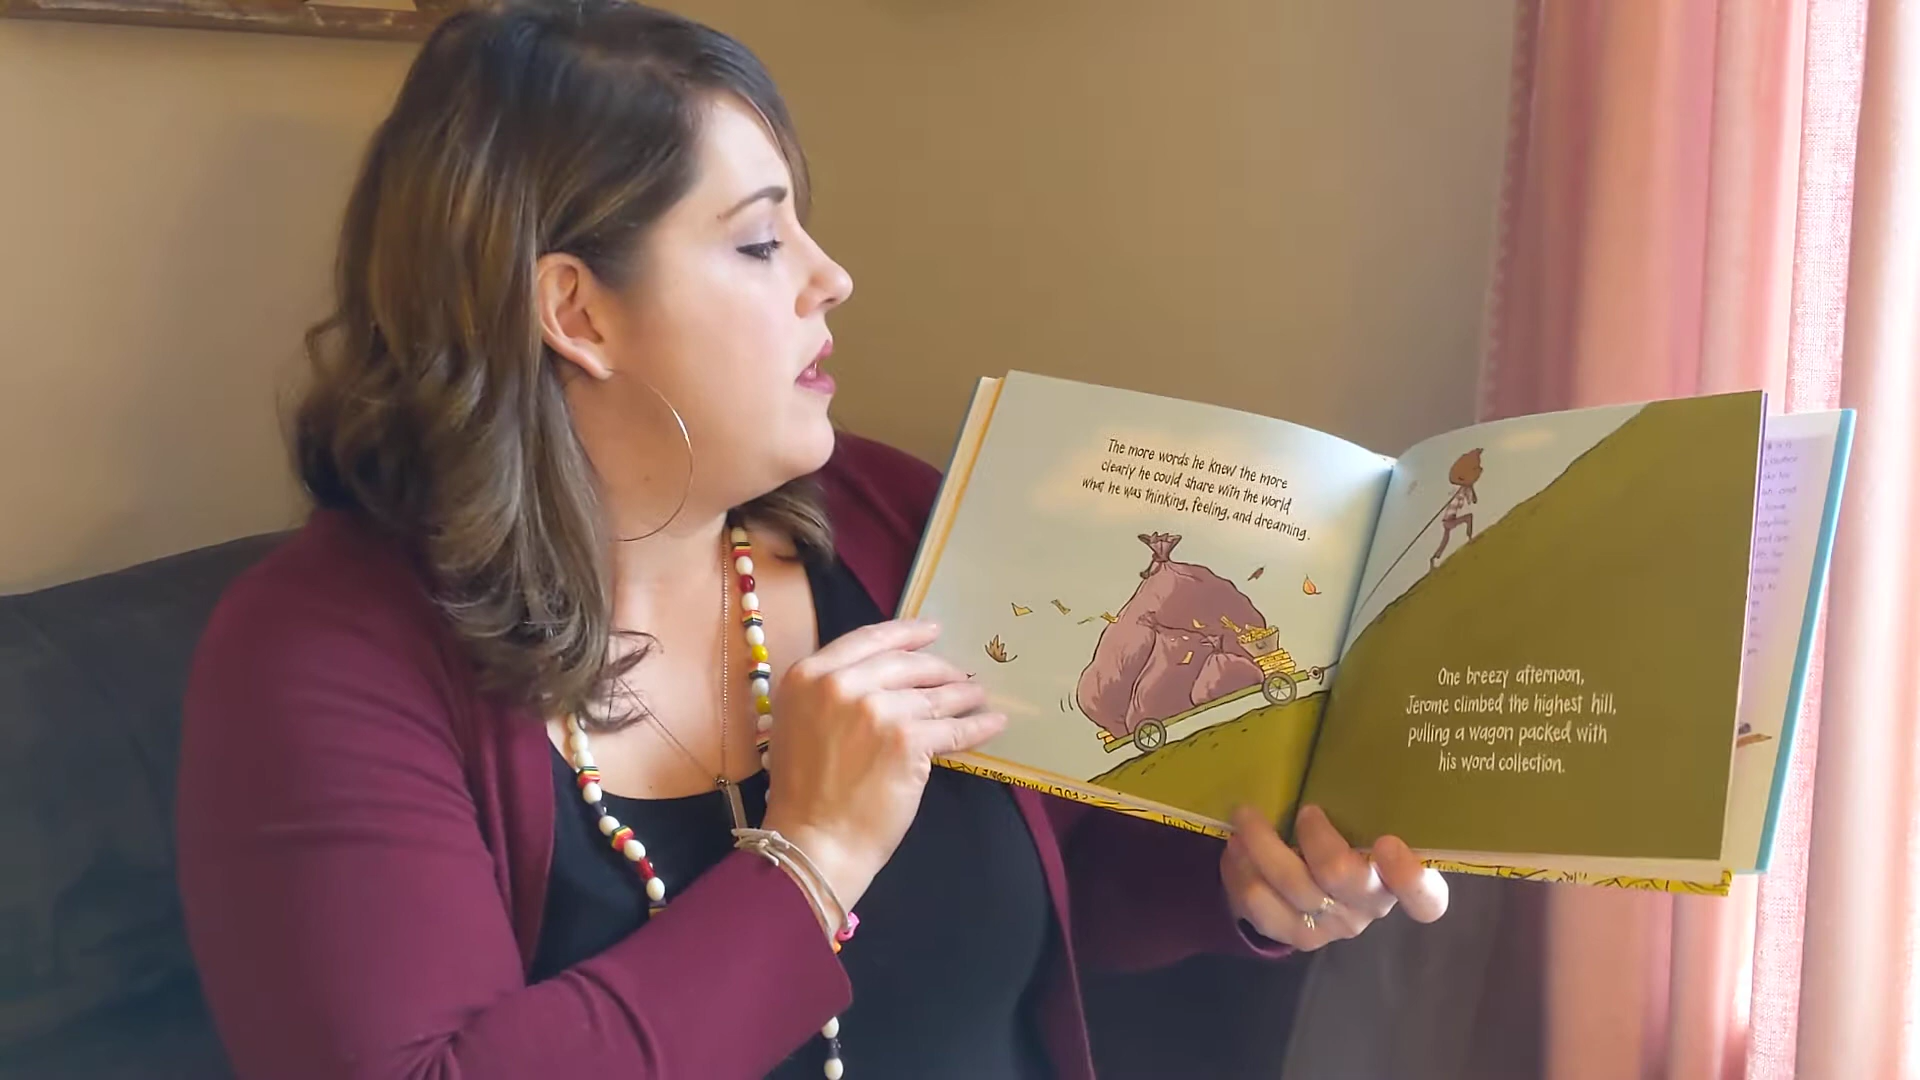 The more words he knew the more
clearly he could share with the world
what he was thinking, feeling, and dreaming.
One breezy afternoon,
Jerome climbed the highest hill,
pulling a wagon packed with
his word collection.